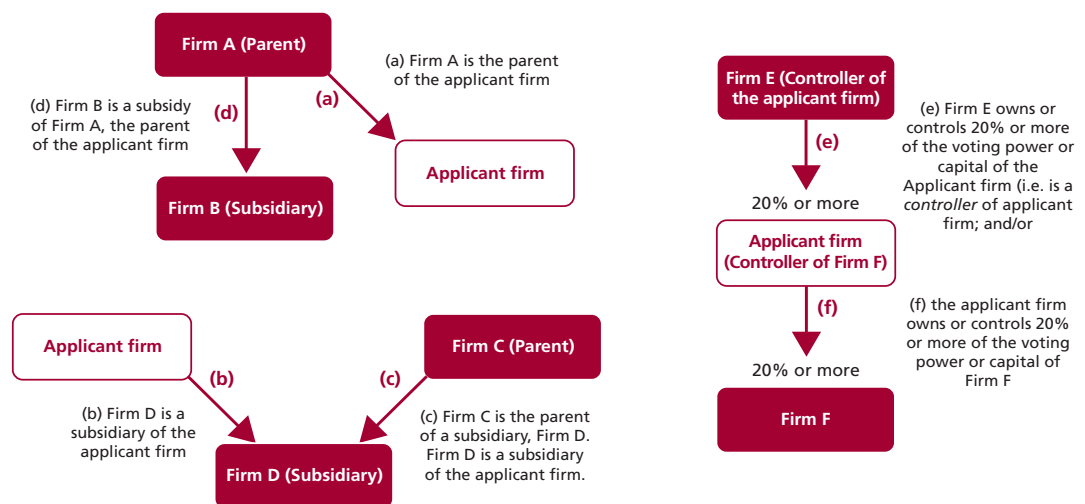 Firm A (Parent)
(a) Firm A is the parent
of the applicant firm
(a)
(d)
(d) Firm B is a subsidy
of Firm A, the parent
of the applicant firm
Applicant firm
Firm B (Subsidiary)
Applicant firm
Firm C (Parent)
(b)
(c)
(b) Firm D is a
subsidiary of the
applicant firm
(c) Firm C is the parent
of a subsidiary, Firm D.
Firm D is a subsidiary
of the applicant firm.
Firm D (Subsidiary)
Firm E (Controller of
the applicant firm)
(e)
(e) Firm E owns or
controls 20% or more
of the voting power or
capital of the
Applicant firm (i.e. is a
controller of applicant
firm; and/or
20% or more
Applicant firm
(Controller of Firm F)
(f)
(f) the applicant firm
owns or controls 20%
or more of the voting
power or capital of
Firm F
20% or more
Firm F